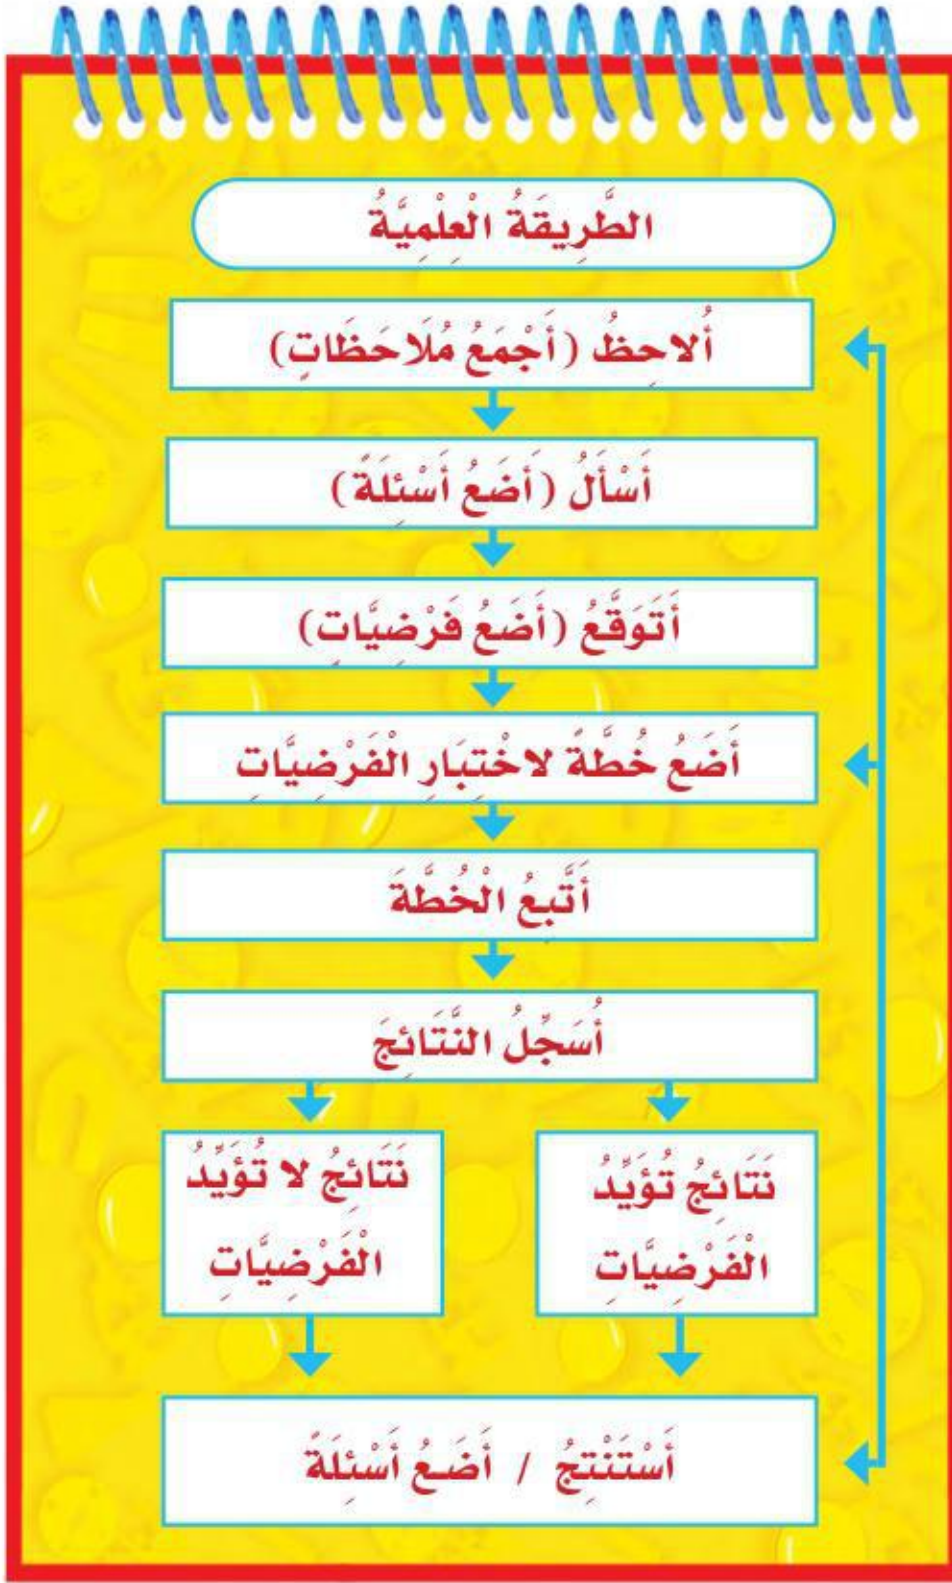 الطَّرِيقَةُ الْعِلْمِيَّةُ
أُلاحِظُ (أَجْمَعُ مُلَاحَظَاتٍ)
أَسْأَلُ (أَضَعُ أَسْئِلَةً)
أَتَوَقَّعُ (أَضَعُ فَرْضِيَّاتٍ)
أَضَعُ خُطَّةً لاخْتِبَارِ الْفَرْضِيَّاتِ
أَتَّبِعُ الْخُطَّةَ
أُسَجِّلُ النَّتَائِجَ
نَتَائِجُ تُؤَيِّدُ
الْفَرْضِيَّاتِ
نَتَائِجُ لا تُؤَيِّدُ
الْفَرْضِيَّاتِ
أَسْتَنْتِجُ / أَضَعُ أَسْئِلَةً